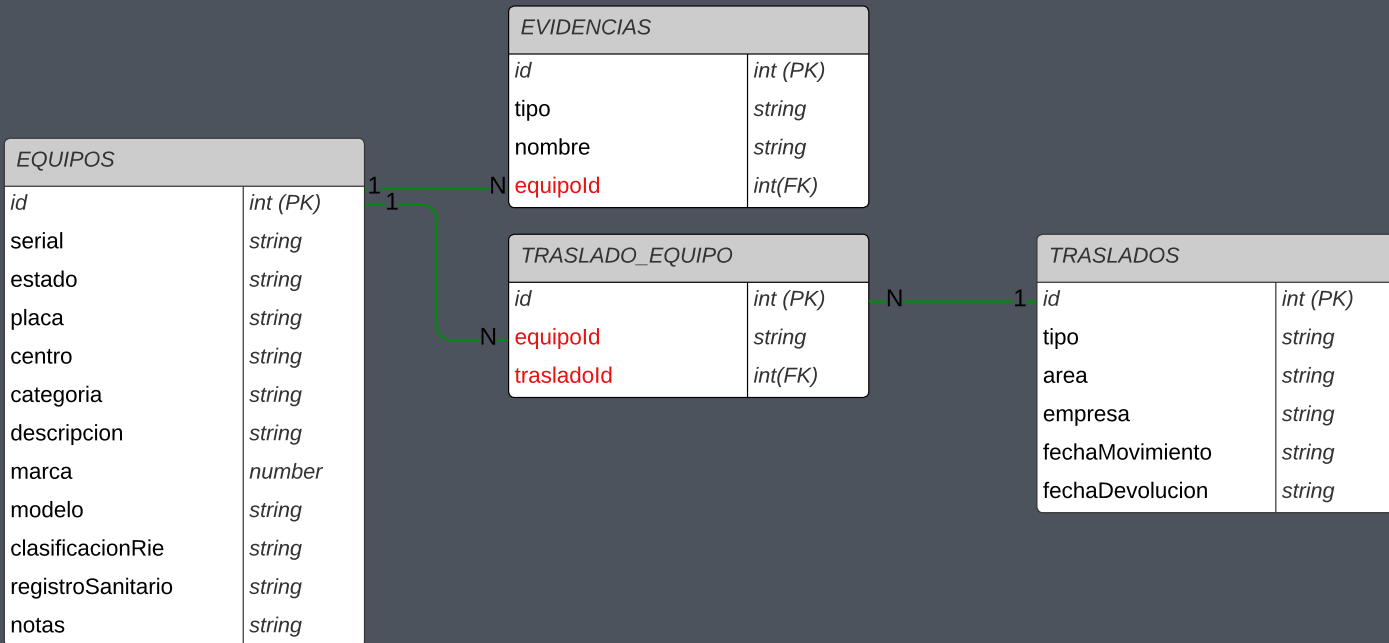 EVIDENCIAS
id int (PK)
tipo string
nombre string
equipoId int(FK)
EQUIPOS
id int (PK)
serial string
estado string
placa string
centro string
categoria string
descripcion string
marca number
modelo string
clasificacionRie string
registroSanitario string
notas string
1 N
1 N
TRASLADO_EQUIPO
id int (PK)
equipoId string
trasladoId int(FK)
N 1
TRASLADOS
id int (PK)
tipo string
area string
empresa string
fechaMovimiento string
fechaDevolucion string